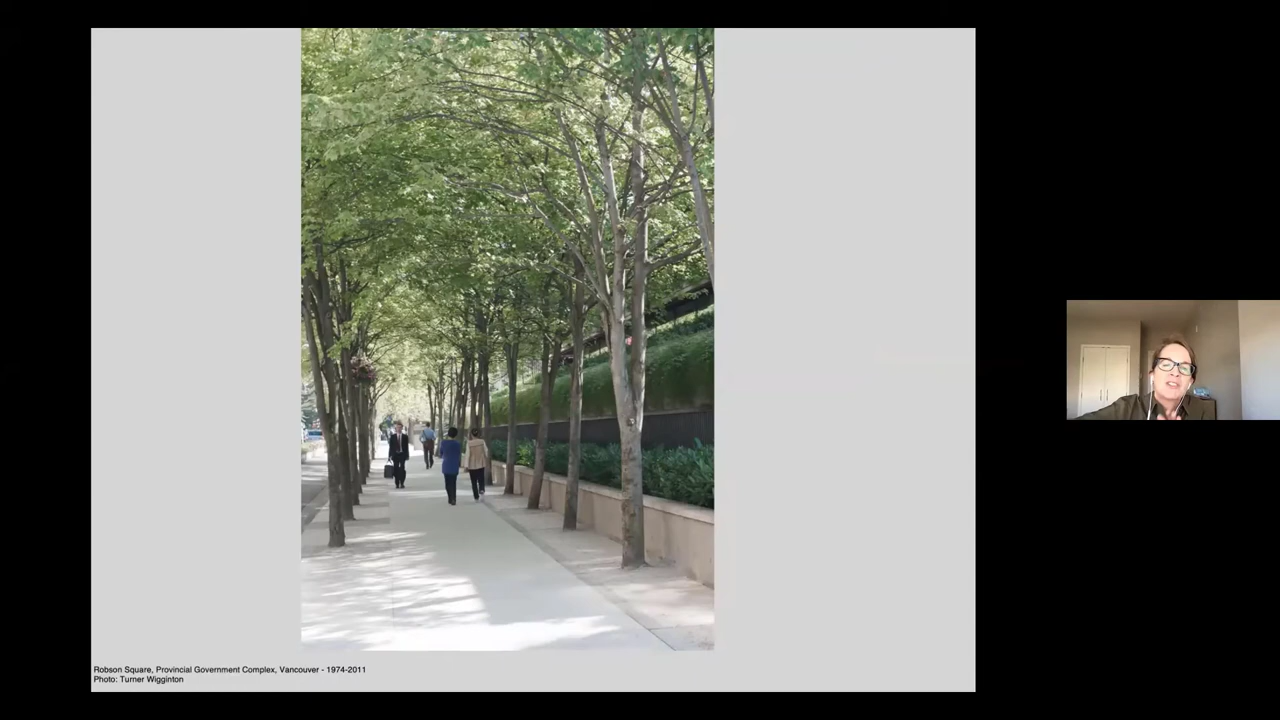 Robson Square, Provincial Government Complex, Vancouver - 1974-2011
Photo: Turner Wigginton